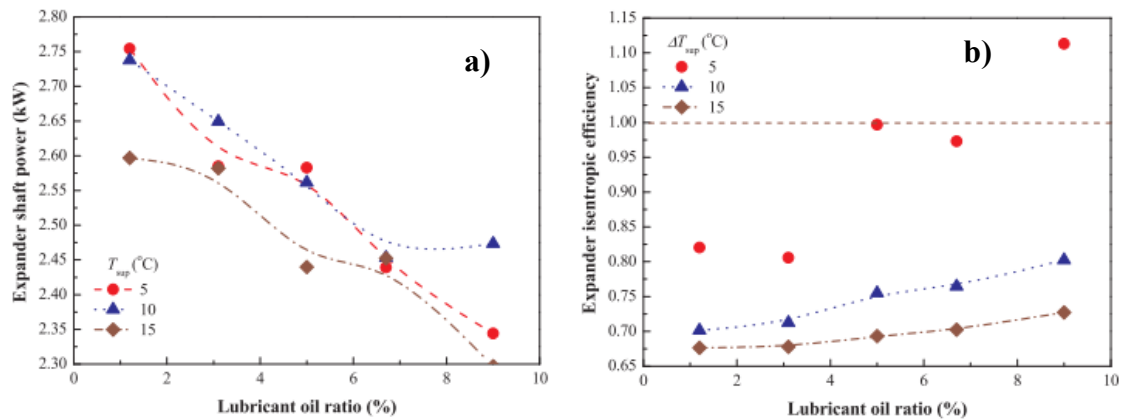 2.80
2.75
2.70
2.65
2.60
2.55
2.50
2.45
2.40
2.35
2.30
Expander shaft power (kW)
a)
T_sup (°C)
5
10
15
0 2 4 6 8 10
Lubricant oil ratio (%)
1.15
1.10
1.05
1.00
0.95
0.90
0.85
0.80
0.75
0.70
0.65
Expander isentropic efficiency
ΔT_sup (°C)
5
10
15
b)
0 2 4 6 8 10
Lubricant oil ratio (%)